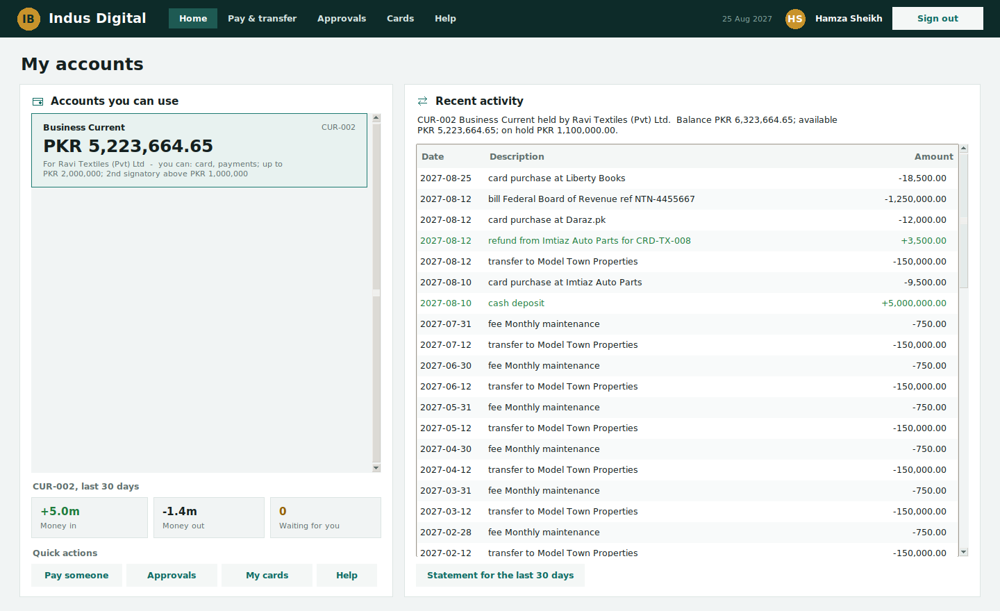 IB Indus Digital Home Pay & transfer Approvals Cards Help 25 Aug 2027 HS Hamza Sheikh Sign out
My accounts
Accounts you can use
Business Current CUR-002
PKR 5,223,664.65
For Ravi Textiles (Pvt) Ltd - you can: card, payments; up to
PKR 2,000,000; 2nd signatory above PKR 1,000,000
CUR-002, last 30 days
+5.0m
Money in
-1.4m
Money out
0
Waiting for you
Quick actions
Pay someone Approvals My cards Help
Recent activity
CUR-002 Business Current held by Ravi Textiles (Pvt) Ltd. Balance PKR 6,323,664.65; available
PKR 5,223,664.65; on hold PKR 1,100,000.00.
Date Description Amount
2027-08-25 card purchase at Liberty Books -18,500.00
2027-08-12 bill Federal Board of Revenue ref NTN-4455667 -1,250,000.00
2027-08-12 card purchase at Daraz.pk -12,000.00
2027-08-12 refund from Imtiaz Auto Parts for CRD-TX-008 +3,500.00
2027-08-12 transfer to Model Town Properties -150,000.00
2027-08-10 card purchase at Imtiaz Auto Parts -9,500.00
2027-08-10 cash deposit +5,000,000.00
2027-07-31 fee Monthly maintenance -750.00
2027-07-12 transfer to Model Town Properties -150,000.00
2027-06-30 fee Monthly maintenance -750.00
2027-06-12 transfer to Model Town Properties -150,000.00
2027-05-31 fee Monthly maintenance -750.00
2027-05-12 transfer to Model Town Properties -150,000.00
2027-04-30 fee Monthly maintenance -750.00
2027-04-12 transfer to Model Town Properties -150,000.00
2027-03-31 fee Monthly maintenance -750.00
2027-03-12 transfer to Model Town Properties -150,000.00
2027-02-28 fee Monthly maintenance -750.00
2027-02-12 transfer to Model Town Properties -150,000.00
Statement for the last 30 days